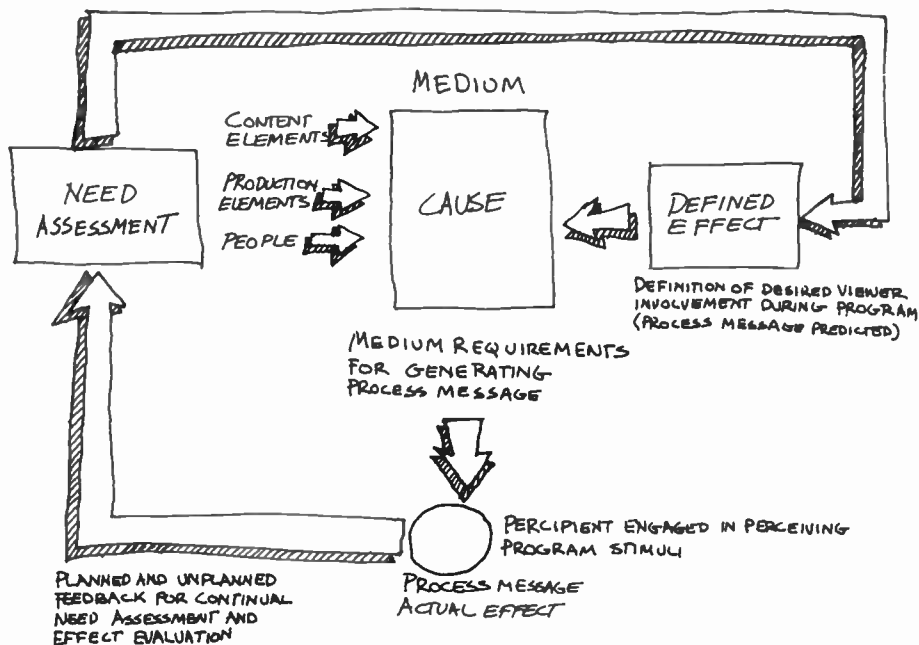 MEDIUM
CONTENT
ELEMENTS
PRODUCTION
ELEMENTS
PEOPLE
NEED
ASSESSMENT
CAUSE
DEFINED
EFFECT
DEFINITION OF DESIRED VIEWER
INVOLVEMENT DURING PROGRAM
(PROCESS MESSAGE PREDICTED)
MEDIUM REQUIREMENTS
FOR GENERATING
PROCESS MESSAGE
PERCIPIENT ENGAGED IN PERCEIVING
PROGRAM STIMULI
PROCESS MESSAGE
ACTUAL EFFECT
PLANNED AND UNPLANNED
FEEDBACK FOR CONTINUAL
NEED ASSESSMENT AND
EFFECT EVALUATION